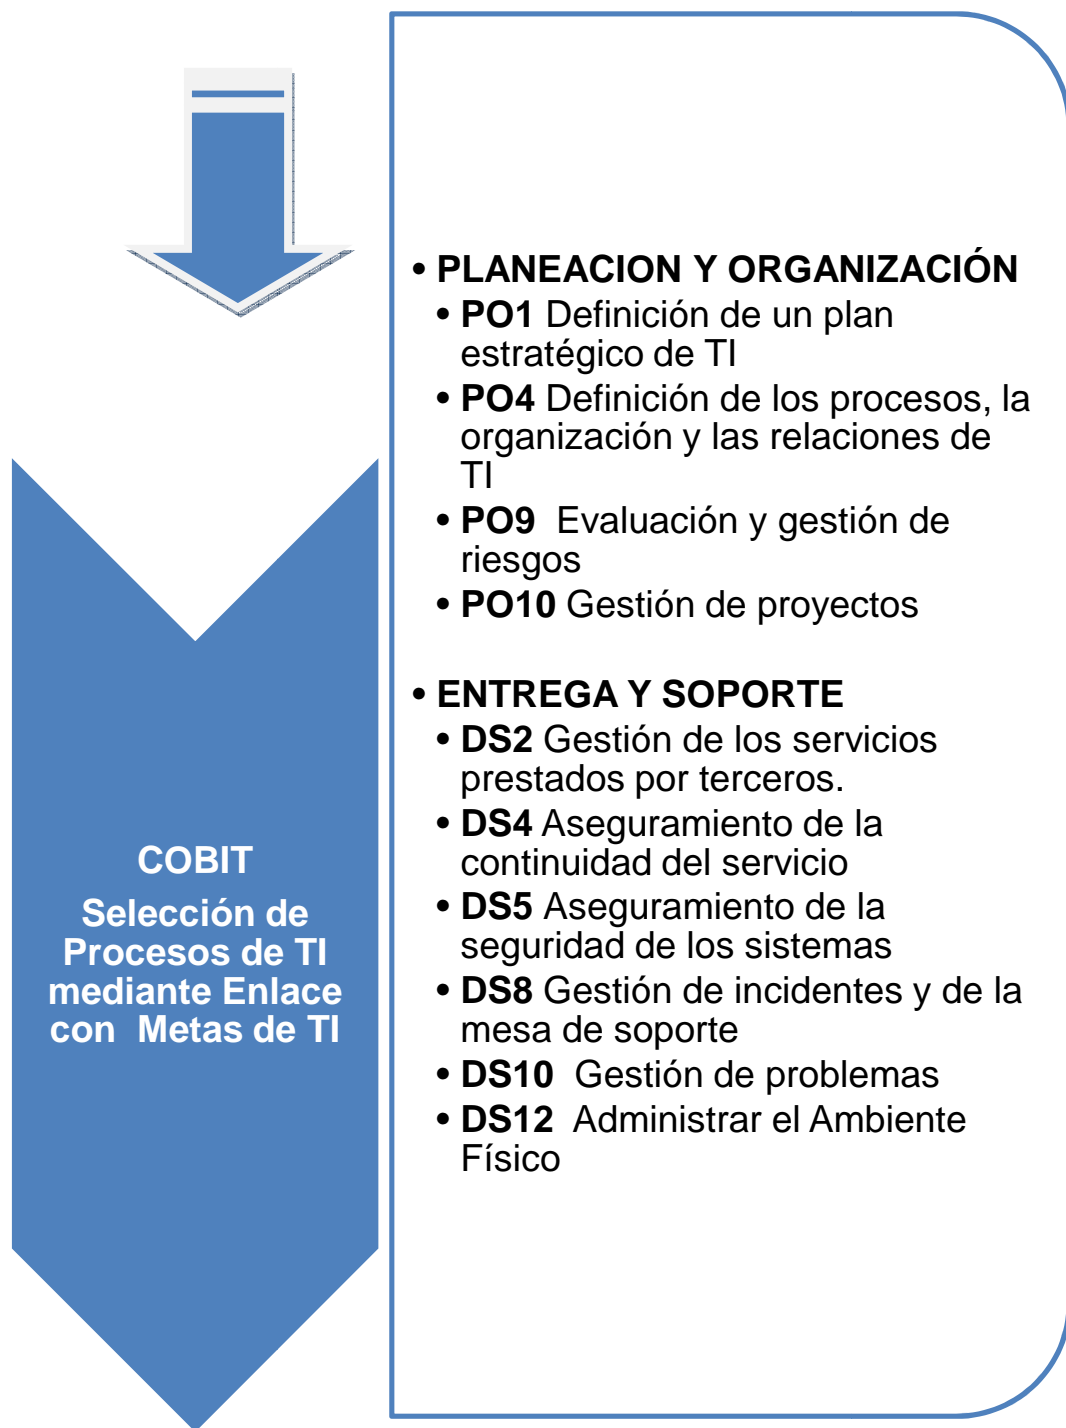 COBIT
Selección de
Procesos de TI
mediante Enlace
con  Metas de TI
• PLANEACION Y ORGANIZACIÓN
• PO1 Definición de un plan
estratégico de TI
• PO4 Definición de los procesos, la
organización y las relaciones de
TI
• PO9  Evaluación y gestión de
riesgos
• PO10 Gestión de proyectos
• ENTREGA Y SOPORTE
• DS2 Gestión de los servicios
prestados por terceros.
• DS4 Aseguramiento de la
continuidad del servicio
• DS5 Aseguramiento de la
seguridad de los sistemas
• DS8 Gestión de incidentes y de la
mesa de soporte
• DS10  Gestión de problemas
• DS12  Administrar el Ambiente
Físico